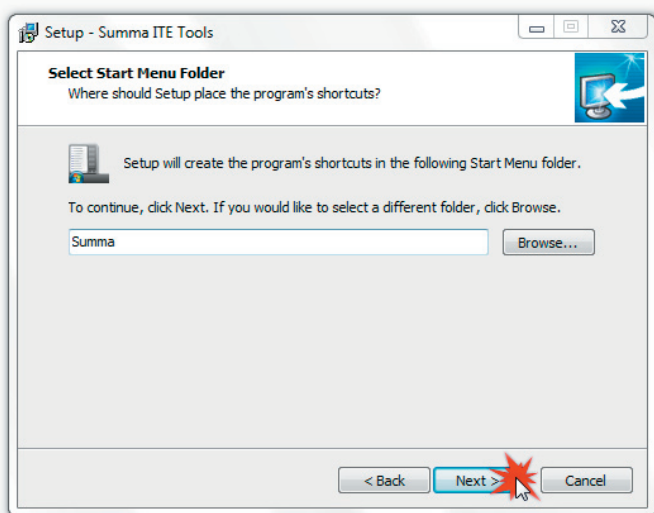 Setup - Summa ITE Tools
Select Start Menu Folder
Where should Setup place the program's shortcuts?
Setup will create the program's shortcuts in the following Start Menu folder.
To continue, click Next. If you would like to select a different folder, click Browse.
Summa
Browse...
< Back
Next >
Cancel